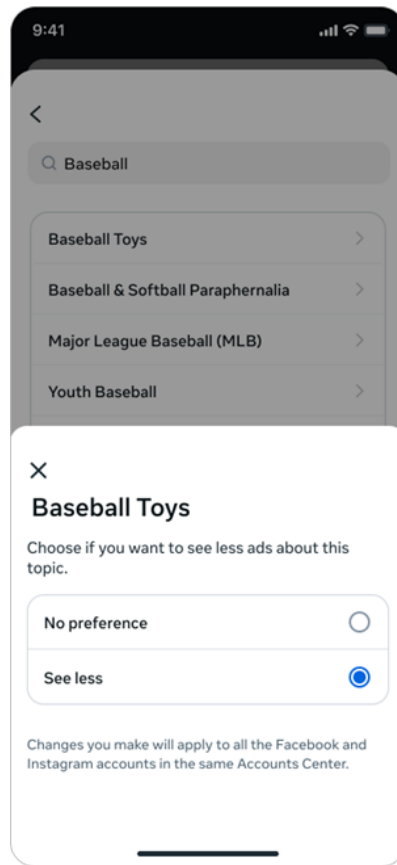 9:41
Baseball
Baseball Toys
Baseball & Softball Paraphernalia
Major League Baseball (MLB)
Youth Baseball
Baseball Toys
Choose if you want to see less ads about this
topic.
No preference
See less
Changes you make will apply to all the Facebook and
Instagram accounts in the same Accounts Center.